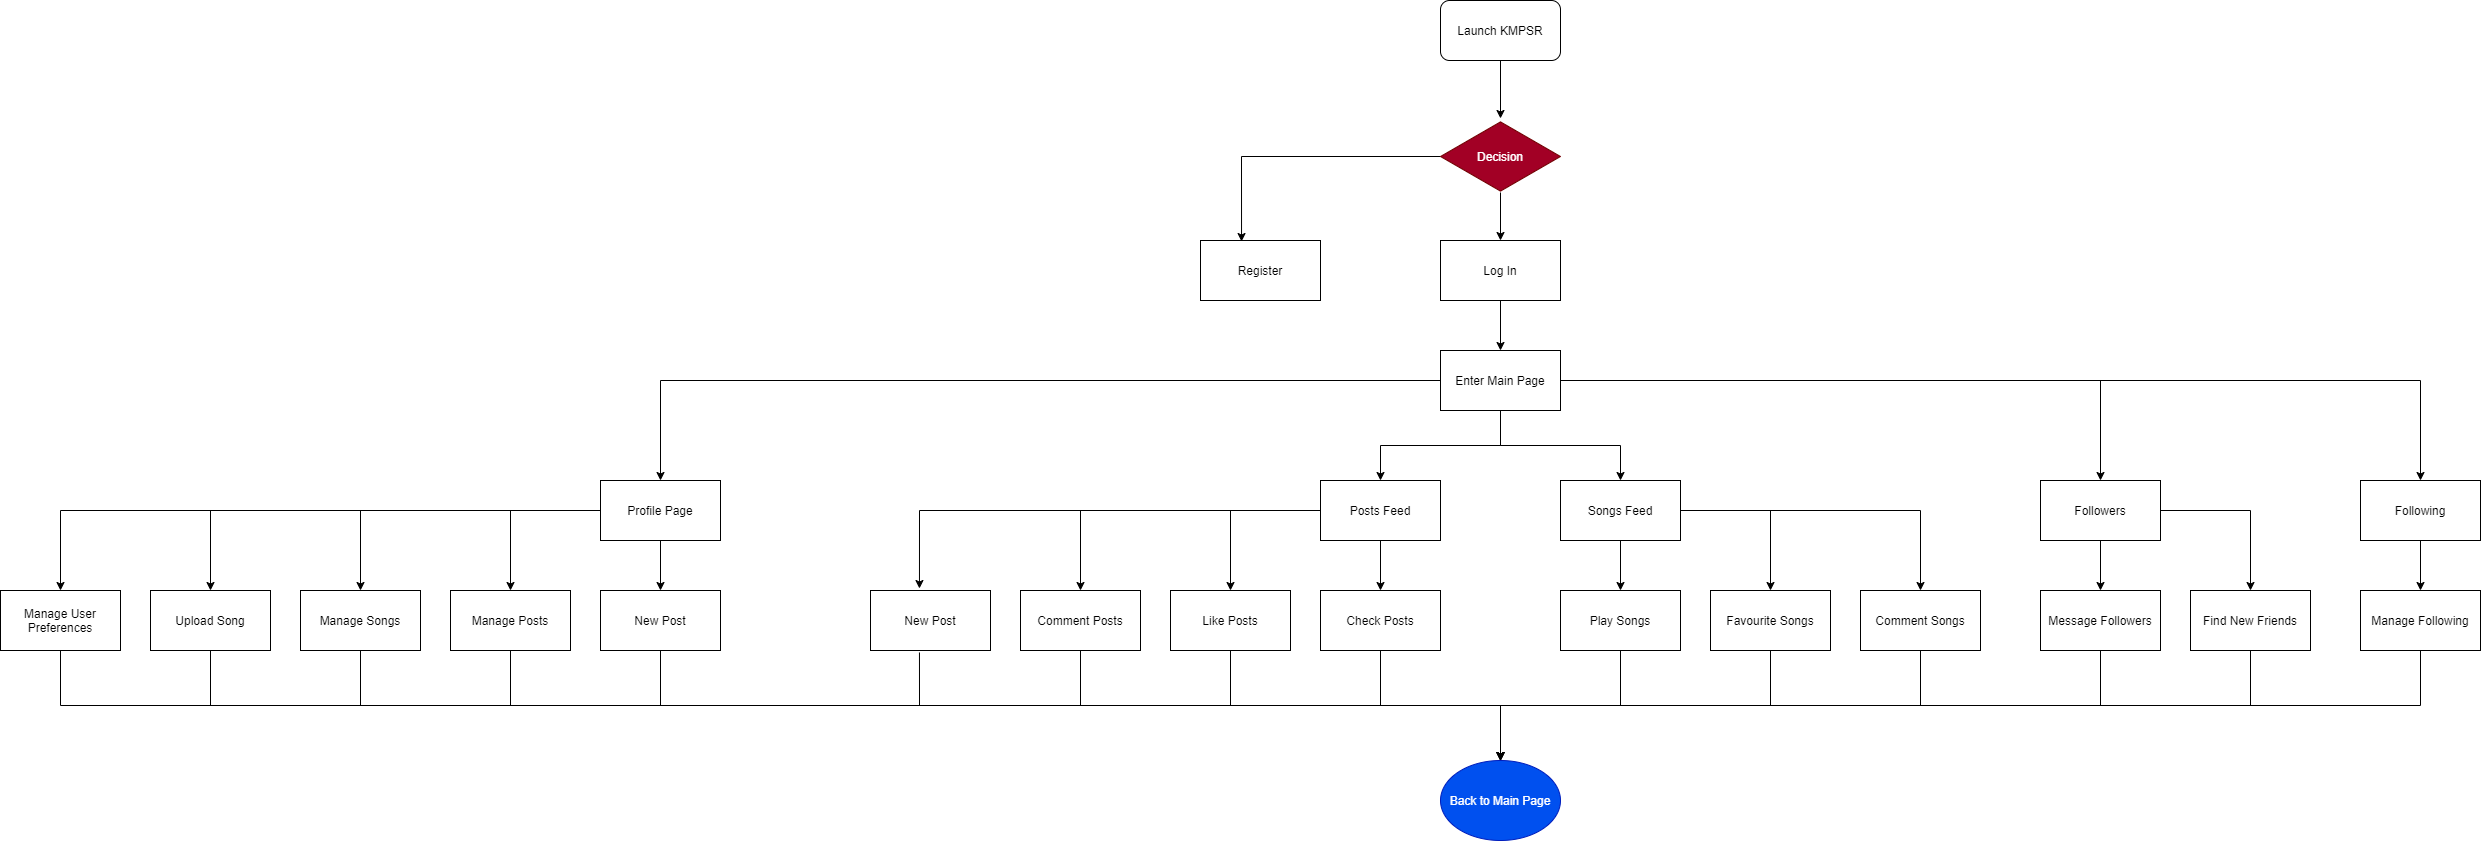 Launch KMPSR
Decision
Register
Log In
Enter Main Page
Profile Page
Posts Feed
Songs Feed
Followers
Following
Manage User
Preferences
Upload Song
Manage Songs
Manage Posts
New Post
New Post
Comment Posts
Like Posts
Check Posts
Play Songs
Favourite Songs
Comment Songs
Message Followers
Find New Friends
Manage Following
Back to Main Page